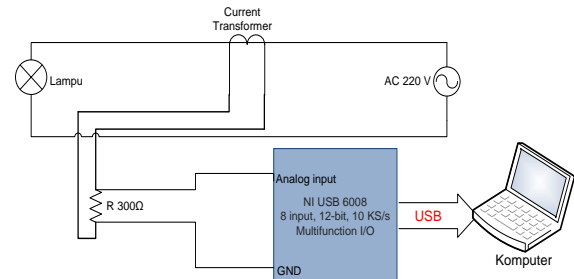 Current
Transformer
Lampu
AC 220 V
Analog input
R 300Ω
NI USB 6008
8 input, 12-bit, 10 KS/s
Multifunction I/O
USB
GND
Komputer